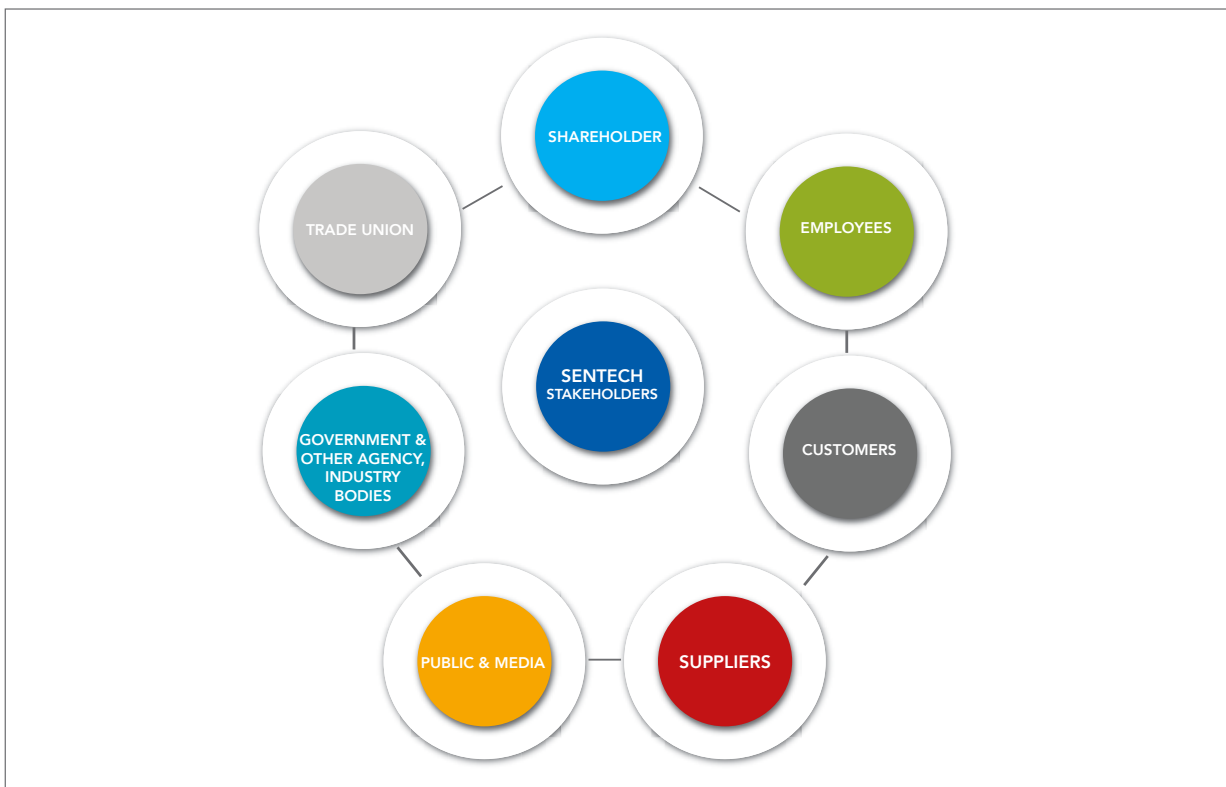 SHAREHOLDER
TRADE UNION
EMPLOYEES
SENTECH
STAKEHOLDERS
GOVERNMENT &
OTHER AGENCY,
INDUSTRY
BODIES
CUSTOMERS
PUBLIC & MEDIA
SUPPLIERS